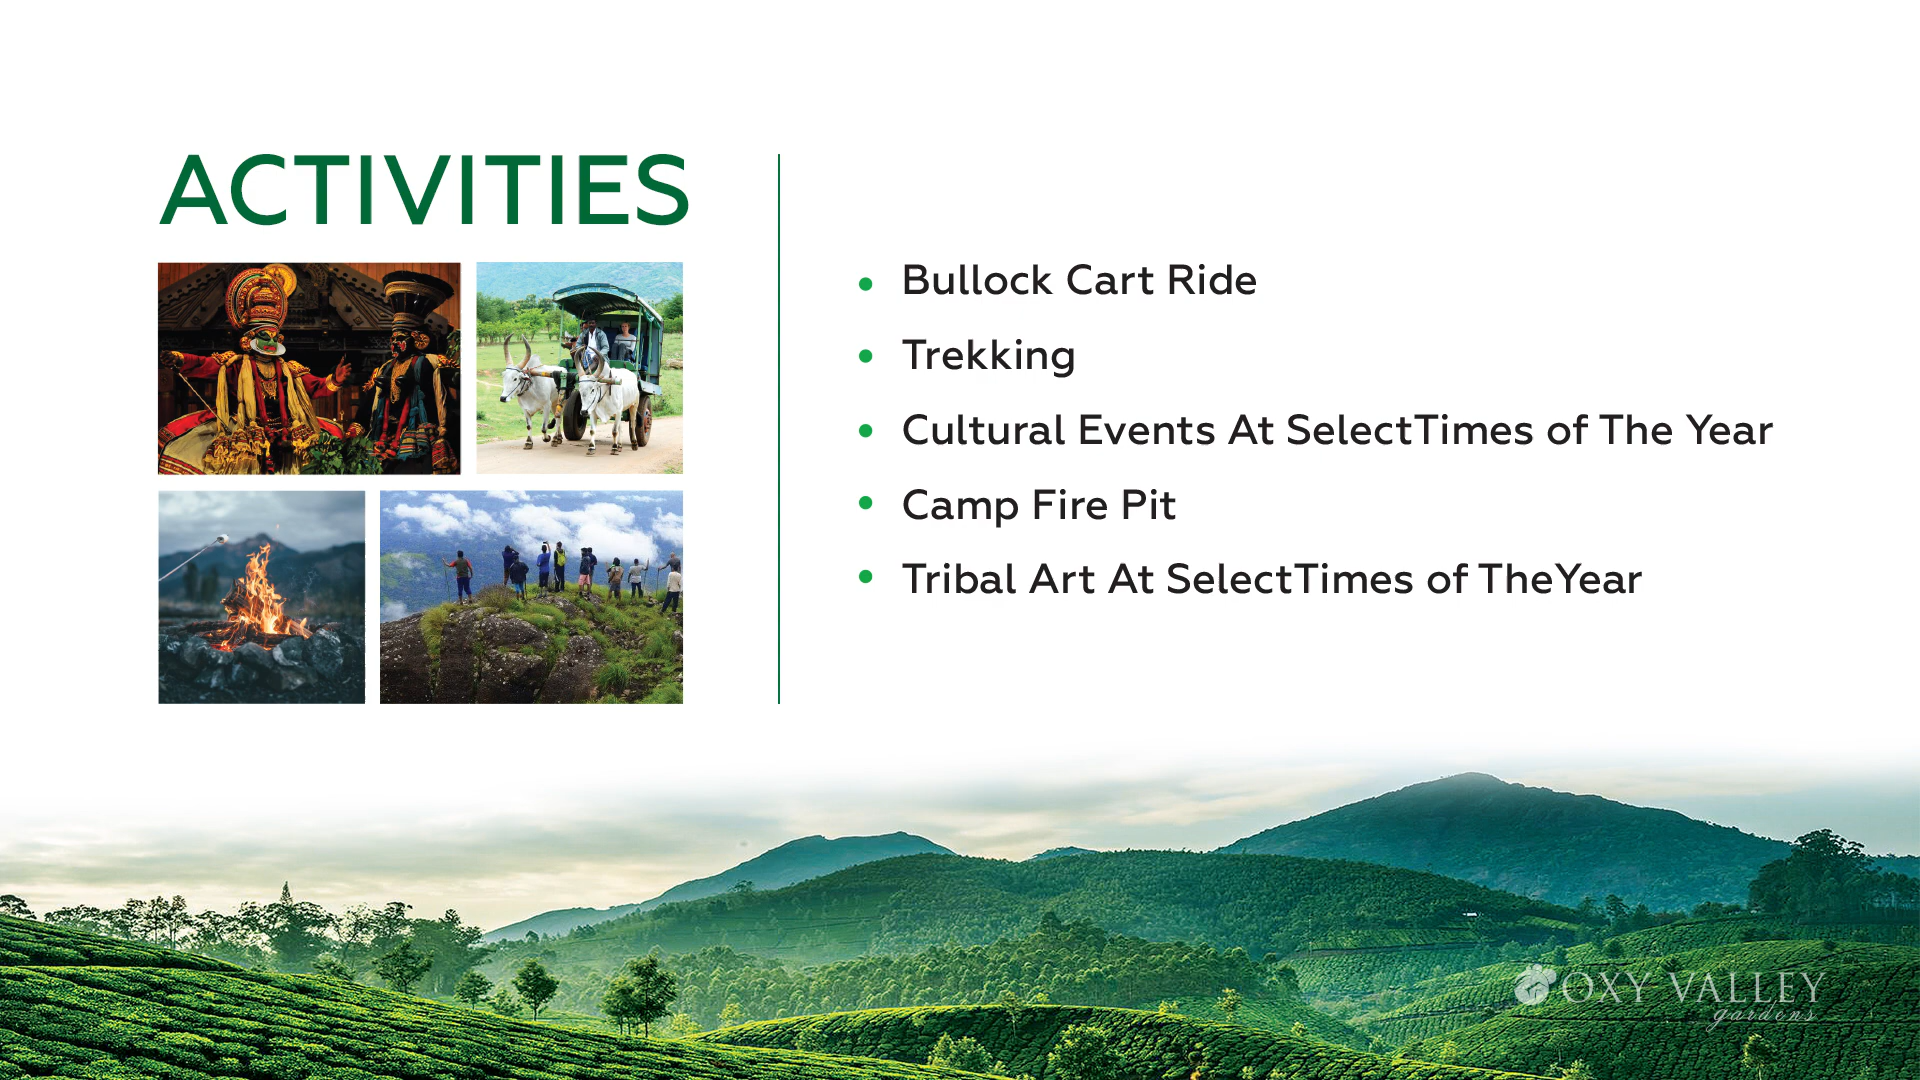 ACTIVITIES
Bullock Cart Ride
Trekking
Cultural Events At SelectTimes of The Year
Camp Fire Pit
Tribal Art At SelectTimes of TheYear
OXY VALLEY
gardens